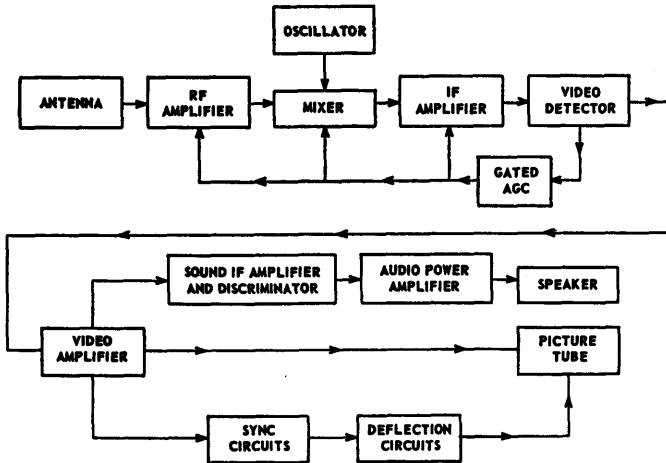 OSCILLATOR
ANTENNA
RF
AMPLIFIER
MIXER
IF
AMPLIFIER
VIDEO
DETECTOR
GATED
AGC
SOUND IF AMPLIFIER
AND DISCRIMINATOR
AUDIO POWER
AMPLIFIER
SPEAKER
VIDEO
AMPLIFIER
PICTURE
TUBE
SYNC
CIRCUITS
DEFLECTION
CIRCUITS